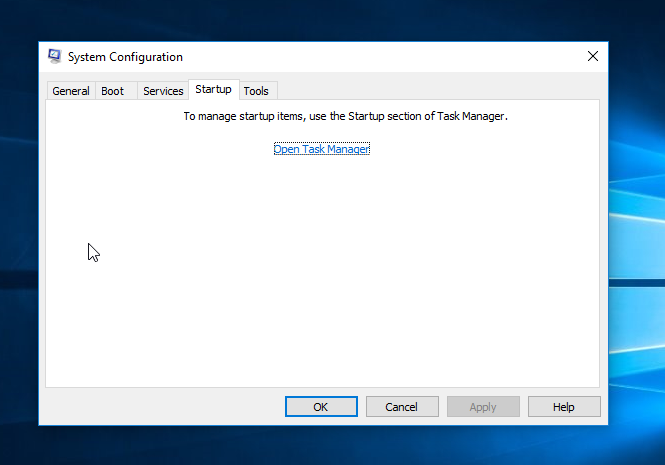 System Configuration
General Boot Services Startup Tools
To manage startup items, use the Startup section of Task Manager.
Open Task Manager
OK Cancel Apply Help